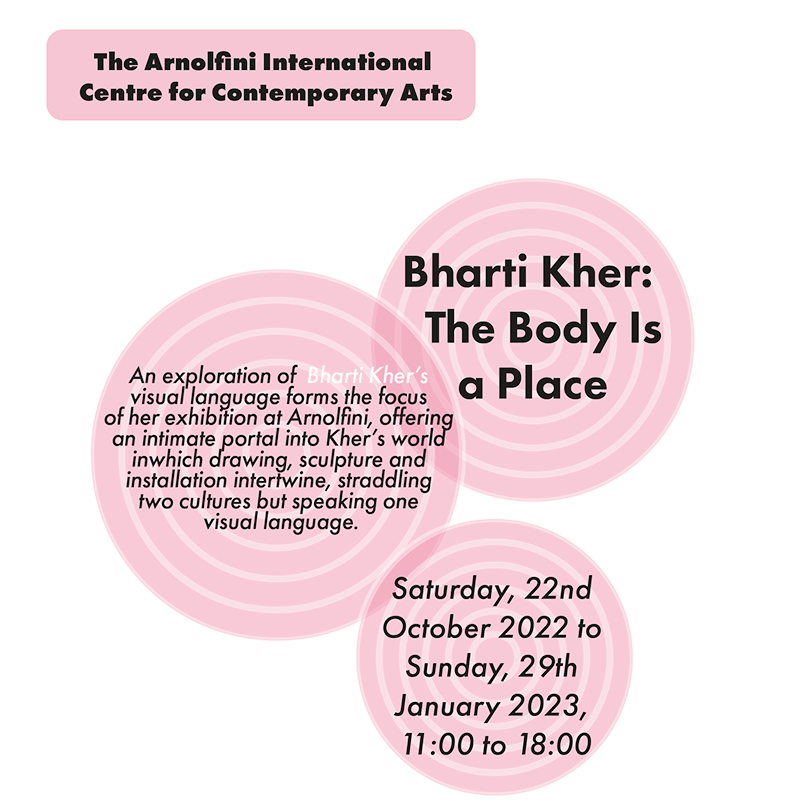 The Arnolfini International
Centre for Contemporary Arts
Bharti Kher:
The Body Is
a Place
An exploration of Bharti Kher's
visual language forms the focus
of her exhibition at Arnolfini, offering
an intimate portal into Kher's world
inwhich drawing, sculpture and
installation intertwine, straddling
two cultures but speaking one
visual language.
Saturday, 22nd
October 2022 to
Sunday, 29th
January 2023,
11:00 to 18:00